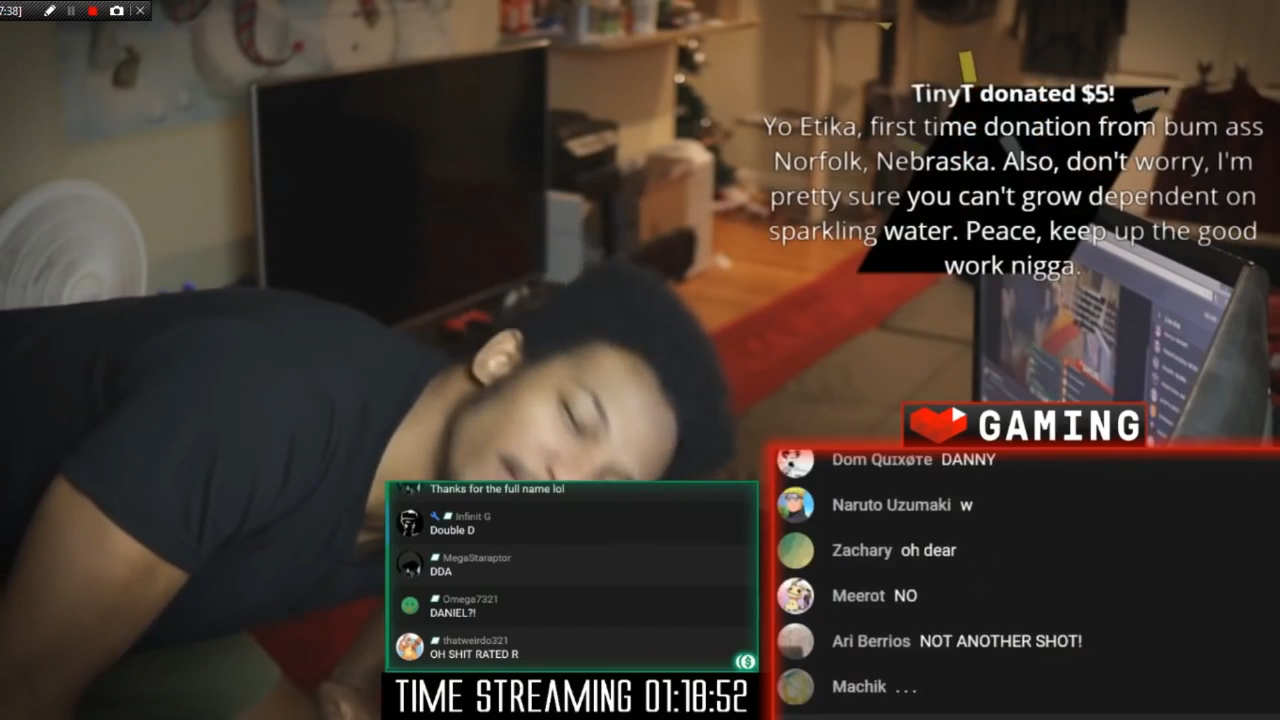 7:38]
TinyT donated $5!
Yo Etika, first time donation from bum ass
Norfolk, Nebraska. Also, don't worry, I'm
pretty sure you can't grow dependent on
sparkling water. Peace, keep up the good
work nigga.
GAMING
Dom Quixøте DANNY
Naruto Uzumaki w
Zachary oh dear
Meerot NO
Ari Berrios NOT ANOTHER SHOT!
Machik ...
Thanks for the full name lol
Infinit G
Double D
MegaStaraptor
DDA
Omega7321
DANIEL?!
thatweirdo321
OH SHIT RATED R
TIME STREAMING 01:18:52